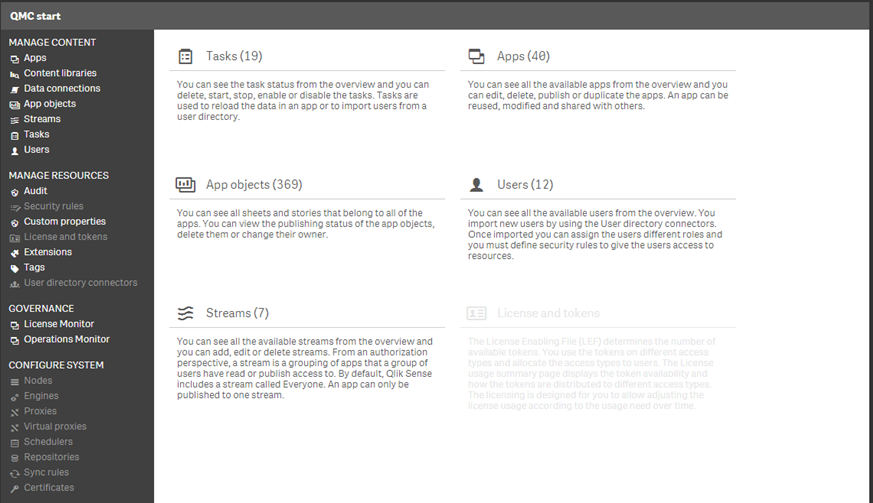 QMC start
MANAGE CONTENT
Apps
Content libraries
Data connections
App objects
Streams
Tasks
Users
MANAGE RESOURCES
Audit
Security rules
Custom properties
License and tokens
Extensions
Tags
User directory connectors
GOVERNANCE
License Monitor
Operations Monitor
CONFIGURE SYSTEM
Nodes
Engines
Proxies
Virtual proxies
Schedulers
Repositories
Sync rules
Certificates
Tasks (19)
You can see the task status from the overview and you can
delete, start, stop, enable or disable the tasks. Tasks are
used to reload the data in an app or to import users from a
user directory.
Apps (40)
You can see all the available apps from the overview and you
can edit, delete, publish or duplicate the apps. An app can be
reused, modified and shared with others.
App objects (369)
You can see all sheets and stories that belong to all of the
apps. You can view the publishing status of the app objects,
delete them or change their owner.
Users (12)
You can see all the available users from the overview. You
import new users by using the User directory connectors.
Once imported you can assign the users different roles and
you must define security rules to give the users access to
resources.
Streams (7)
You can see all the available streams from the overview and
you can add, edit or delete streams. From an authorization
perspective, a stream is a grouping of apps that a group of
users have read or publish access to. By default, Qlik Sense
includes a stream called Everyone. An app can only be
published to one stream.
License and tokens
The License Enabling File (LEF) determines the number of
available tokens. You use the tokens on different access
types and allocate the access types to users. The License
usage summary page displays the token availability and
how the tokens are distributed to different access types.
The licensing is designed for you to allow adjusting the
license usage according to the usage need over time.